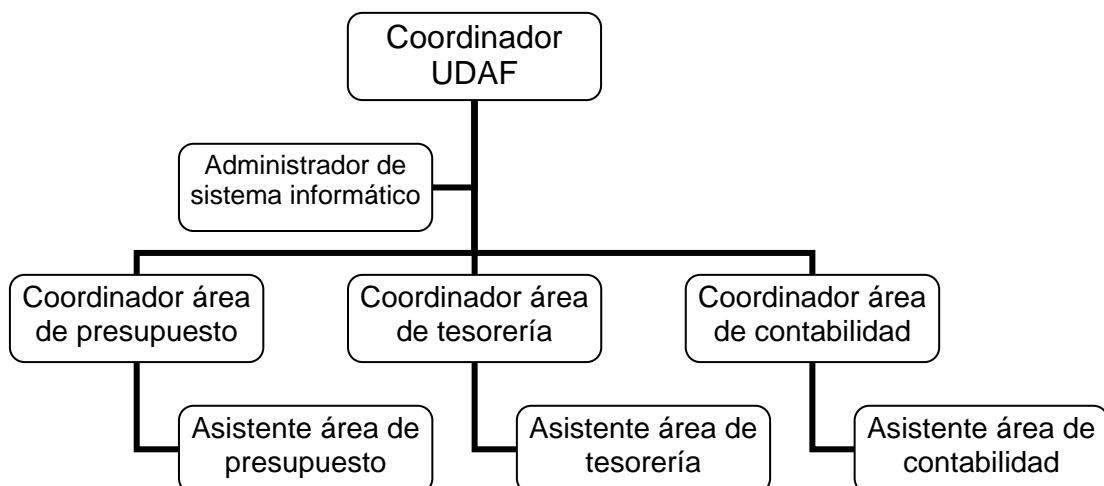 Coordinador
UDAF
Administrador de
sistema informático
Coordinador área
de presupuesto
Coordinador área
de tesorería
Coordinador área
de contabilidad
Asistente área de
presupuesto
Asistente área de
tesorería
Asistente área de
contabilidad